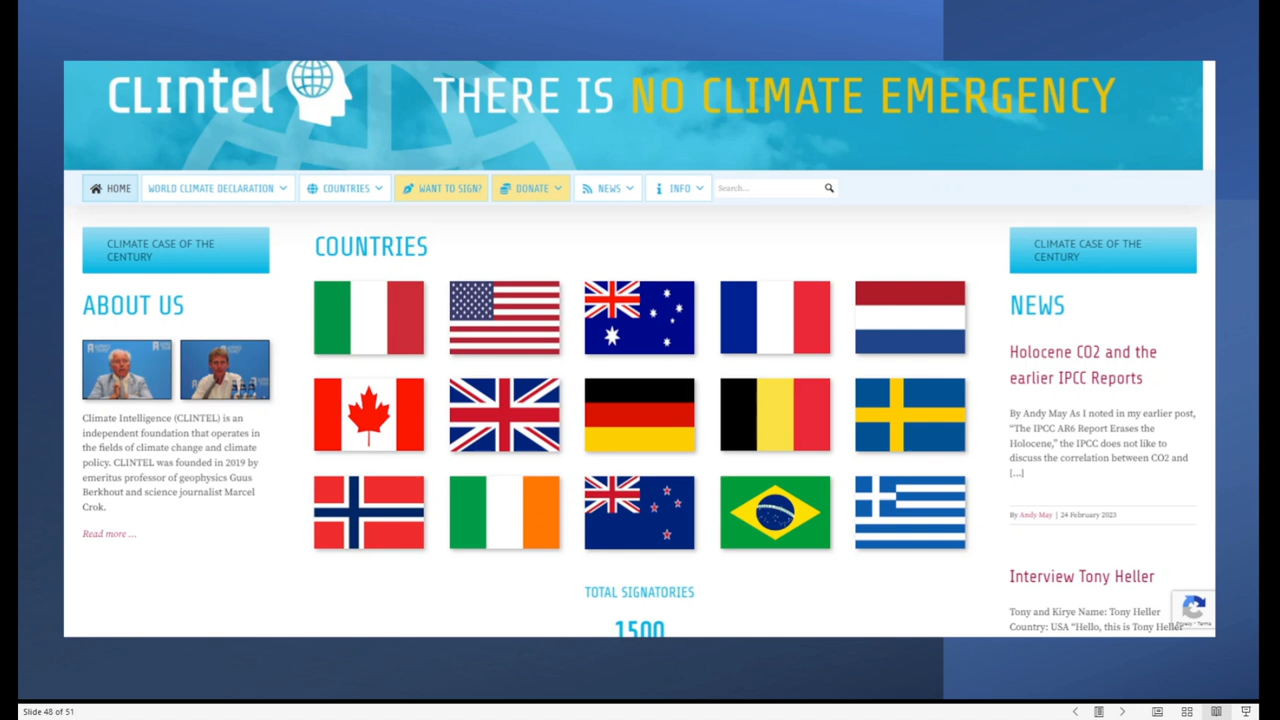 CLIntel
THERE IS NO CLIMATE EMERGENCY
HOME
WORLD CLIMATE DECLARATION
COUNTRIES
WANT TO SIGN?
DONATE
NEWS
INFO
Search...
CLIMATE CASE OF THE
CENTURY
ABOUT US
Climate Intelligence (CLINTEL) is an
independent foundation that operates in
the fields of climate change and climate
policy. CLINTEL was founded in 2019 by
emeritus professor of geophysics Guus
Berkhout and science journalist Marcel
Crok.
Read more ...
COUNTRIES
TOTAL SIGNATORIES
1500
CLIMATE CASE OF THE
CENTURY
NEWS
Holocene CO2 and the
earlier IPCC Reports
By Andy May As I noted in my earlier post,
"The IPCC AR6 Report Erases the
Holocene," the IPCC does not like to
discuss the correlation between CO2 and
[...]
By Andy May | 24 February 2023
Interview Tony Heller
Tony and Kirye Name: Tony Heller
Country: USA "Hello, this is Tony Heller
Privacy - Terms
Slide 48 of 51